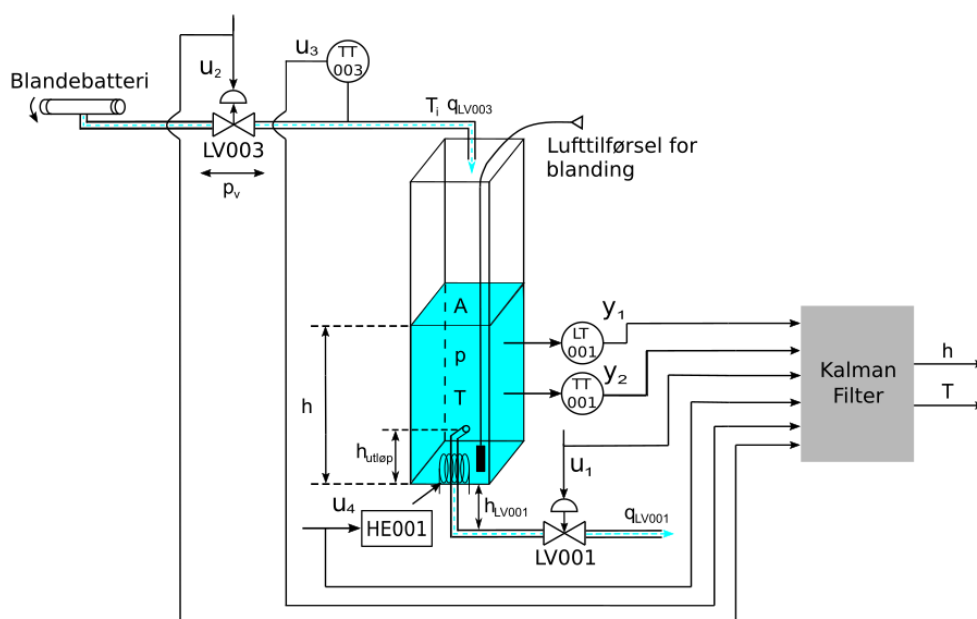 Blandebatteri
u2
LV003
pv
u3
TT
003
Ti qLV003
Lufttilførsel for
blanding
A
p
T
h
hutløp
u4
HE001
hLV001
LT
001
y1
TT
001
y2
u1
LV001
qLV001
Kalman
Filter
h
T